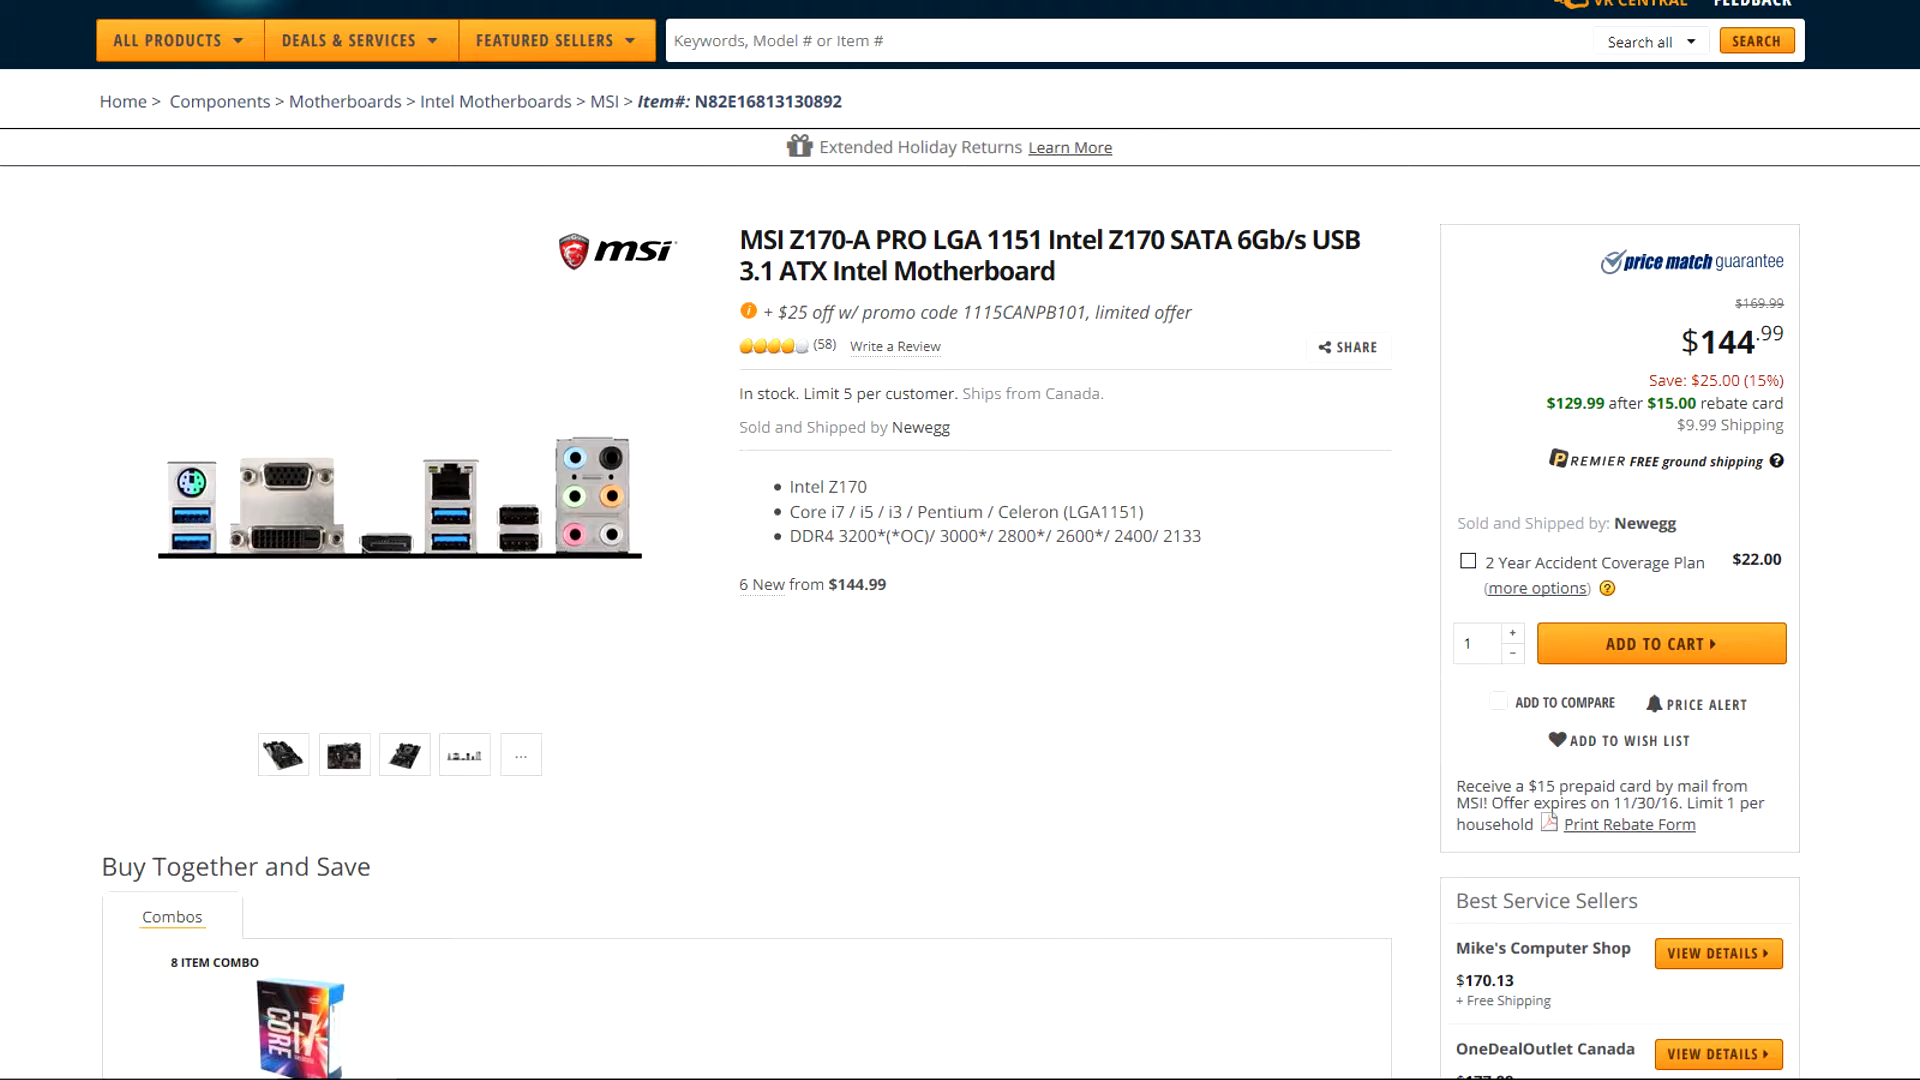 VR CENTRAL FEEDBACK
ALL PRODUCTS DEALS & SERVICES FEATURED SELLERS Keywords, Model # or Item # Search all SEARCH
Home > Components > Motherboards > Intel Motherboards > MSI > Item#: N82E16813130892
Extended Holiday Returns Learn More
msi
MSI Z170-A PRO LGA 1151 Intel Z170 SATA 6Gb/s USB
3.1 ATX Intel Motherboard
+ $25 off w/ promo code 1115CANPB101, limited offer
(58) Write a Review
SHARE
In stock. Limit 5 per customer. Ships from Canada.
Sold and Shipped by Newegg
• Intel Z170
• Core i7 / i5 / i3 / Pentium / Celeron (LGA1151)
• DDR4 3200*(*OC)/ 3000*/ 2800*/ 2600*/ 2400/ 2133
6 New from $144.99
...
price match guarantee
$169.99
$144.99
Save: $25.00 (15%)
$129.99 after $15.00 rebate card
$9.99 Shipping
PREMIER FREE ground shipping ?
Sold and Shipped by: Newegg
2 Year Accident Coverage Plan $22.00
(more options) ?
1 + - ADD TO CART
ADD TO COMPARE PRICE ALERT
ADD TO WISH LIST
Receive a $15 prepaid card by mail from
MSI! Offer expires on 11/30/16. Limit 1 per
household Print Rebate Form
Buy Together and Save
Combos
8 ITEM COMBO
CORE i7
Best Service Sellers
Mike's Computer Shop VIEW DETAILS
$170.13
+ Free Shipping
OneDealOutlet Canada VIEW DETAILS